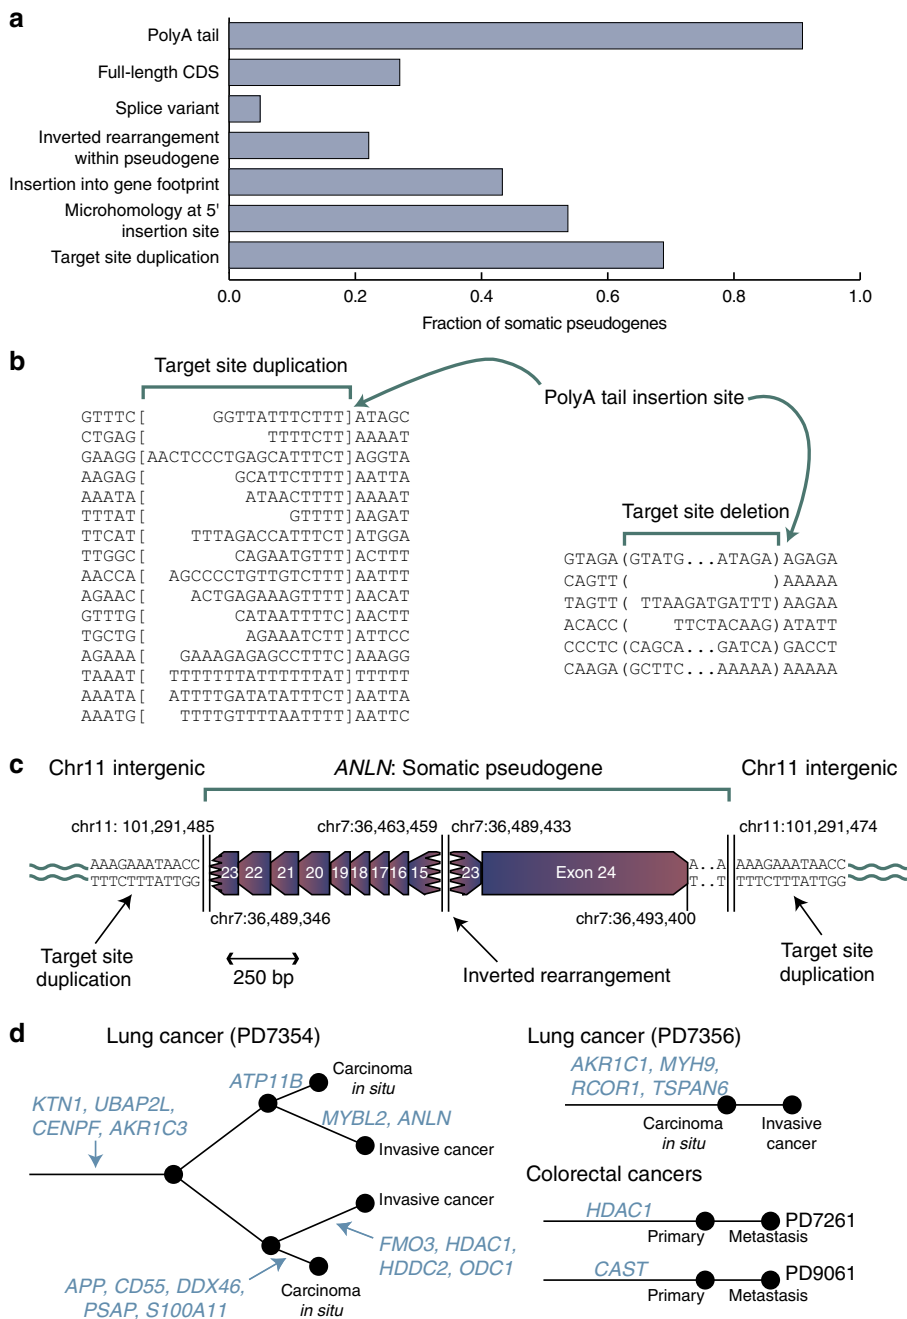 a
PolyA tail
Full-length CDS
Splice variant
Inverted rearrangement
within pseudogene
Insertion into gene footprint
Microhomology at 5'
insertion site
Target site duplication
0.0 0.2 0.4 0.6 0.8 1.0
Fraction of somatic pseudogenes
b
Target site duplication
PolyA tail insertion site
GTTTC[ GGTTATTTCTTT]ATAGC
CTGAG[ TTTTCTT]AAAAT
GAAGG[AACTCCCTGAGCATTTCT]AGGTA
AAGAG[ GCATTCTTTT]AATTA
AAATA[ ATAACTTTT]AAAAT
TTTAT[ GTTTT]AAGAT
TTCAT[ TTTAGACCATTTCT]ATGGA
TTGGC[ CAGAATGTTT]ACTTT
AACCA[ AGCCCCTGTTGTCTTT]AATTT
AGAAC[ ACTGAGAAAGTTTT]AACAT
GTTTG[ CATAATTTTC]AACTT
TGCTG[ AGAAATCTT]ATTCC
AGAAA[ GAAAGAGAGCCTTTC]AAAGG
TAAAT[ TTTTTTTATTTTTTAT]TTTTT
AAATA[ ATTTTGATATATTTCT]AATTA
AAATG[ TTTTGTTTTAATTTT]AATTC
Target site deletion
GTAGA(GTATG...ATAGA)AGAGA
CAGTT( )AAAAA
TAGTT( TTAAGATGATTT)AAGAA
ACACC( TTCTACAAG)ATATT
CCCTC(CAGCA...GATCA)GACCT
CAAGA(GCTTC...AAAAA)AAAAA
c
Chr11 intergenic
ANLN: Somatic pseudogene
Chr11 intergenic
chr11: 101,291,485
chr7:36,463,459
chr7:36,489,433
chr11:101,291,474
AAAGAAATAACC
TTTCTTTATTGG
23 22 21 20 19 18 17 16 15
23 Exon 24
A..A
T..T
AAAGAAATAACC
TTTCTTTATTGG
chr7:36,489,346
chr7:36,493,400
Target site
duplication
250 bp
Inverted rearrangement
Target site
duplication
d
Lung cancer (PD7354)
KTN1, UBAP2L,
CENPF, AKR1C3
ATP11B
Carcinoma
in situ
MYBL2, ANLN
Invasive cancer
Invasive cancer
FMO3, HDAC1,
HDDC2, ODC1
APP, CD55, DDX46,
PSAP, S100A11
Carcinoma
in situ
Lung cancer (PD7356)
AKR1C1, MYH9,
RCOR1, TSPAN6
Carcinoma
in situ
Invasive
cancer
Colorectal cancers
HDAC1
Primary
Metastasis
PD7261
CAST
Primary
Metastasis
PD9061